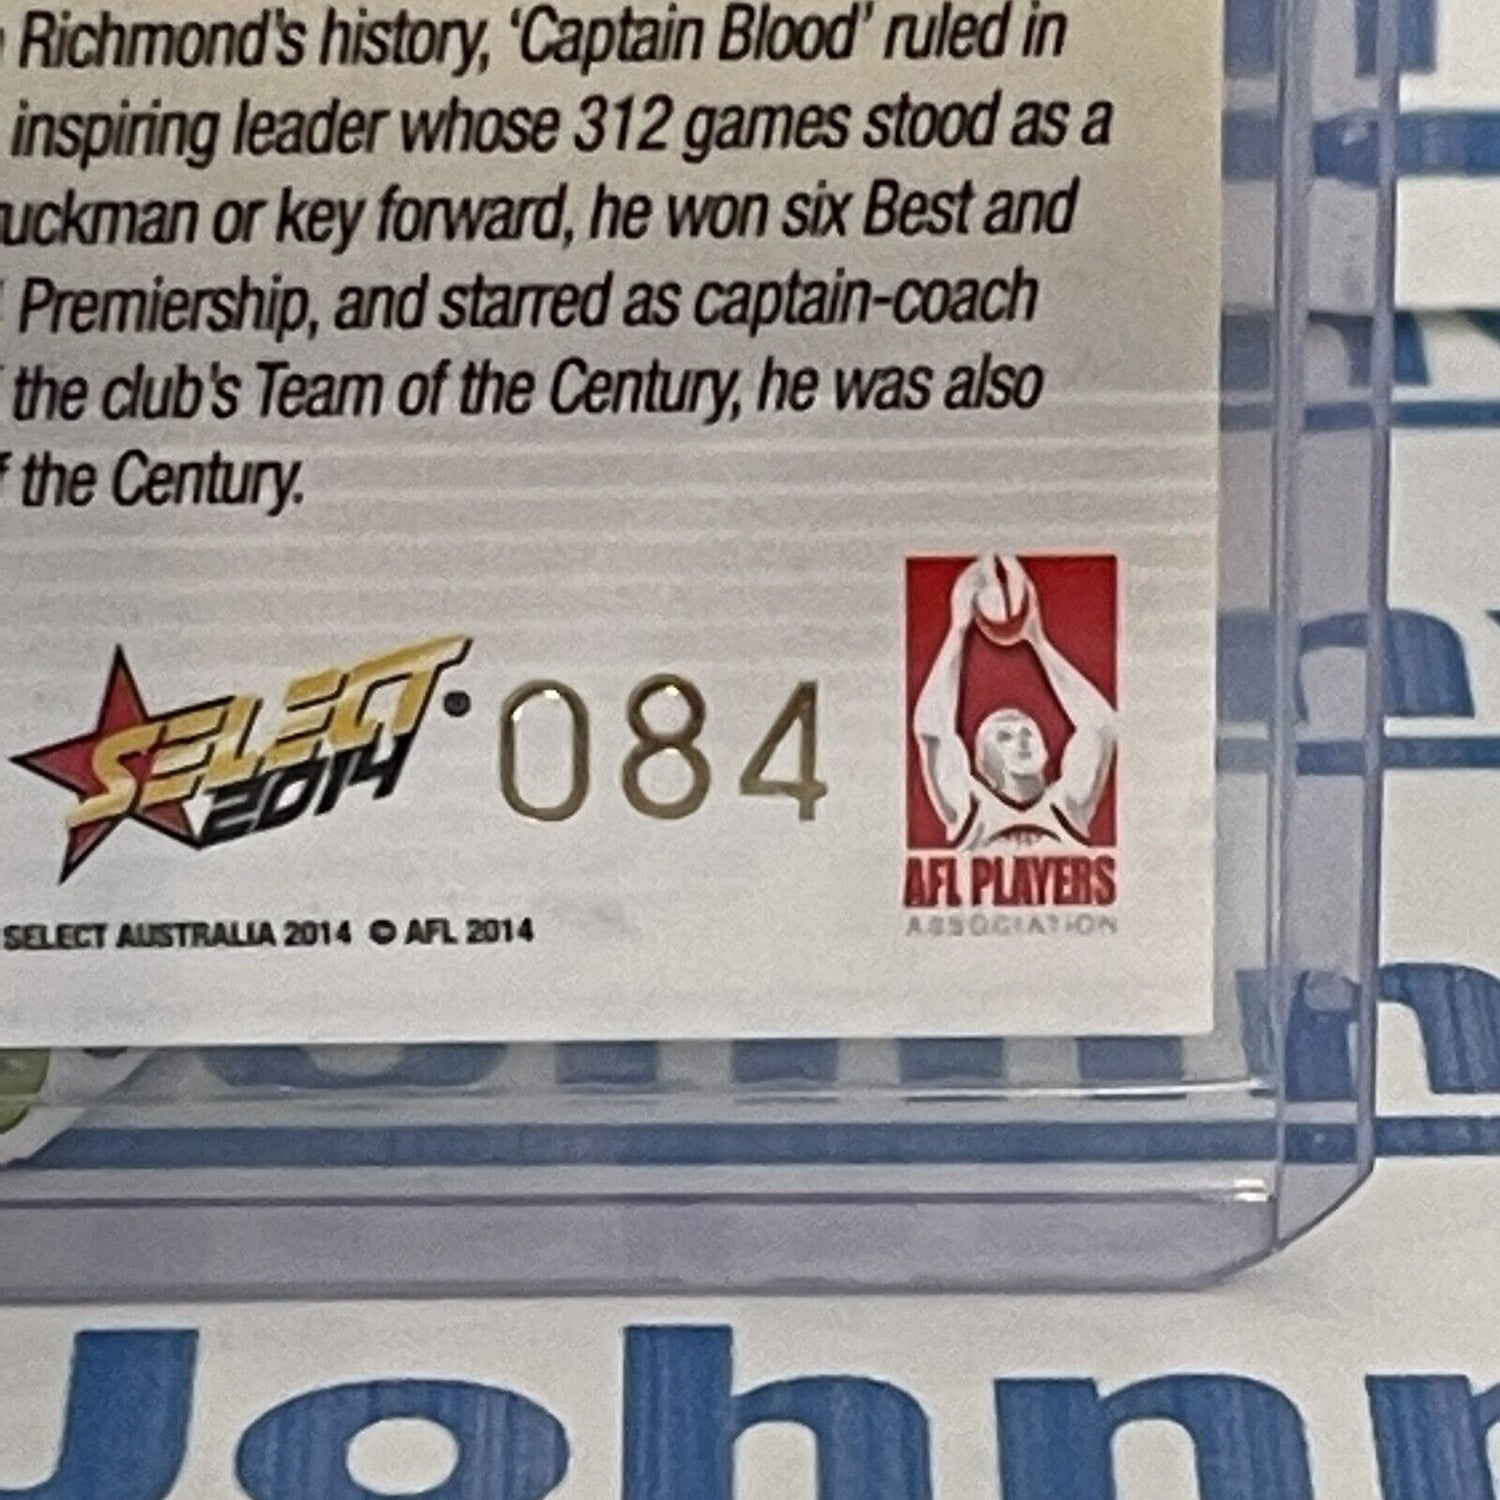 Richmond's history, 'Captain Blood' ruled in
inspiring leader whose 312 games stood as a
uckman or key forward, he won six Best and
Premiership, and starred as captain-coach
the club's Team of the Century, he was also
f the Century.
SELECT
2014
084
AFL PLAYERS
ASSOCIATION
SELECT AUSTRALIA 2014 © AFL 2014
Johnn